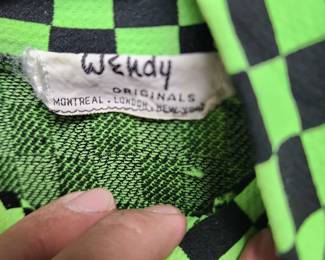 Wendy
ORIGINALS
MONTREAL . LONDON . NEW-YORK